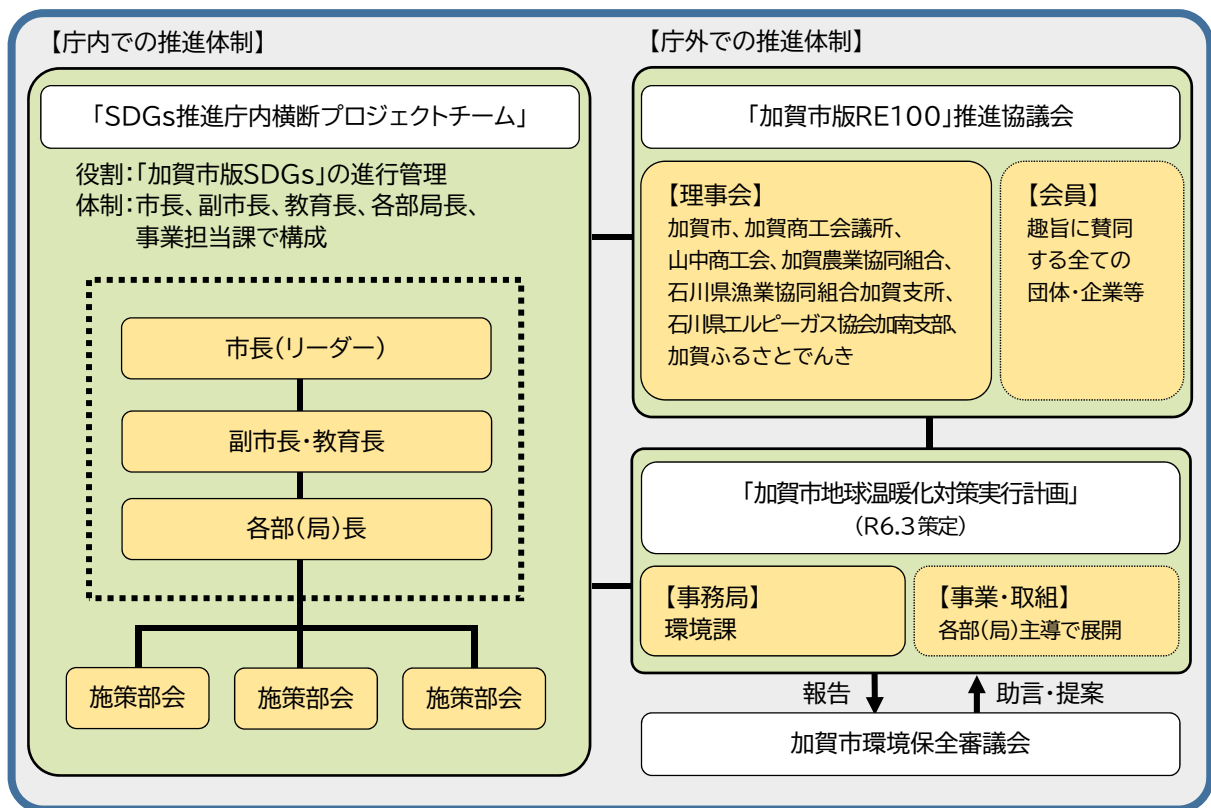 【庁内での推進体制】
「SDGs推進庁内横断プロジェクトチーム」
役割:「加賀市版SDGs」の進行管理
体制:市長、副市長、教育長、各部局長、
事業担当課で構成
市長(リーダー)
副市長・教育長
各部(局)長
施策部会
施策部会
施策部会
【庁外での推進体制】
「加賀市版RE100」推進協議会
【理事会】
加賀市、加賀商工会議所、
山中商工会、加賀農業協同組合、
石川県漁業協同組合加賀支所、
石川県エルピーガス協会加南支部、
加賀ふるさとでんき
【会員】
趣旨に賛同
する全ての
団体・企業等
「加賀市地球温暖化対策実行計画」
(R6.3策定)
【事務局】
環境課
【事業・取組】
各部(局)主導で展開
報告
助言・提案
加賀市環境保全審議会